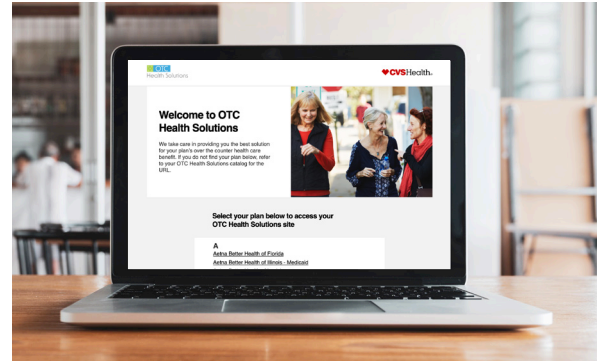 OTC
Health Solutions
CVSHealth.
Welcome to OTC
Health Solutions
We take care in providing you the best solution
for your plan's over the counter health care
benefit. If you do not find your plan below, refer
to your OTC Health Solutions catalog for the
URL.
Select your plan below to access your
OTC Health Solutions site
A
Aetna Better Health of Florida
Aetna Better Health of Illinois - Medicaid